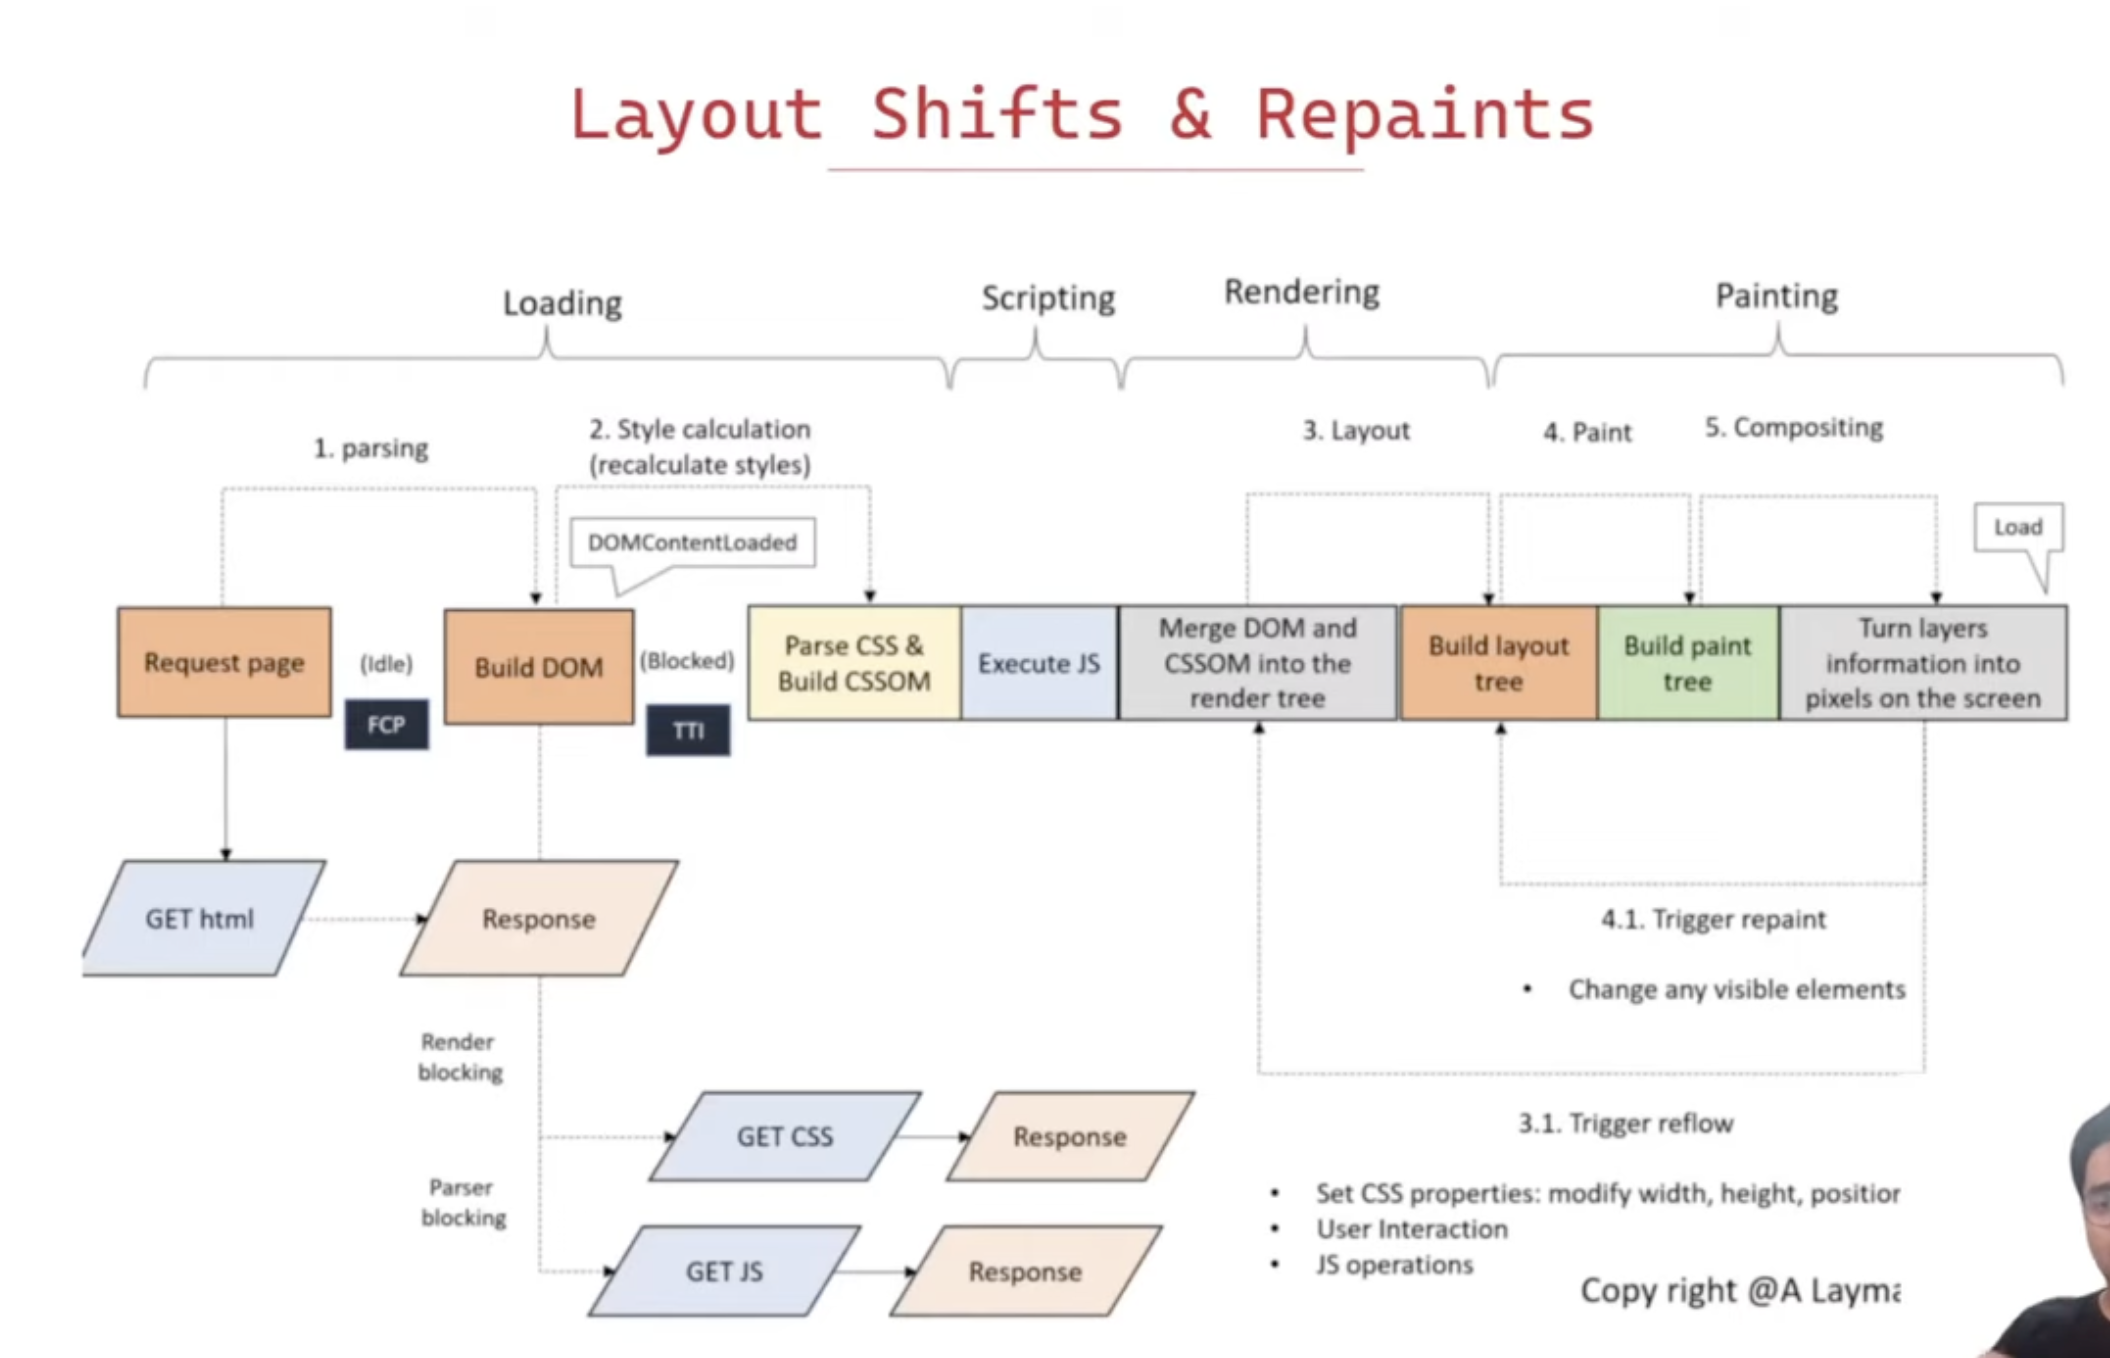 Layout Shifts & Repaints
Loading
Scripting
Rendering
Painting
1. parsing
2. Style calculation
(recalculate styles)
3. Layout
4. Paint
5. Compositing
DOMContentLoaded
Load
Request page
(Idle)
FCP
Build DOM
(Blocked)
TTI
Parse CSS &
Build CSSOM
Execute JS
Merge DOM and
CSSOM into the
render tree
Build layout
tree
Build paint
tree
Turn layers
information into
pixels on the screen
GET html
Response
4.1. Trigger repaint
• Change any visible elements
Render
blocking
GET CSS
Response
Parser
blocking
GET JS
Response
3.1. Trigger reflow
• Set CSS properties: modify width, height, position
• User Interaction
• JS operations
Copy right @A